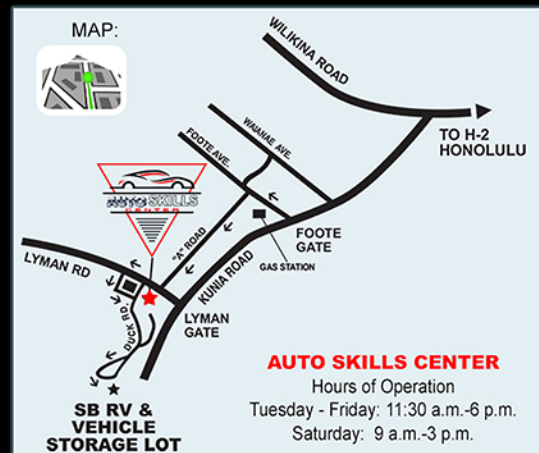 MAP:
WILIKINA ROAD
TO H-2
HONOLULU
WAIANAE AVE.
FOOTE AVE.
AUTO SKILLS
CENTER
"A" ROAD
GAS STATION
FOOTE
GATE
KUNIA ROAD
LYMAN RD
LYMAN
GATE
DUCK RD.
SB RV &
VEHICLE
STORAGE LOT
AUTO SKILLS CENTER
Hours of Operation
Tuesday - Friday: 11:30 a.m.-6 p.m.
Saturday: 9 a.m.-3 p.m.